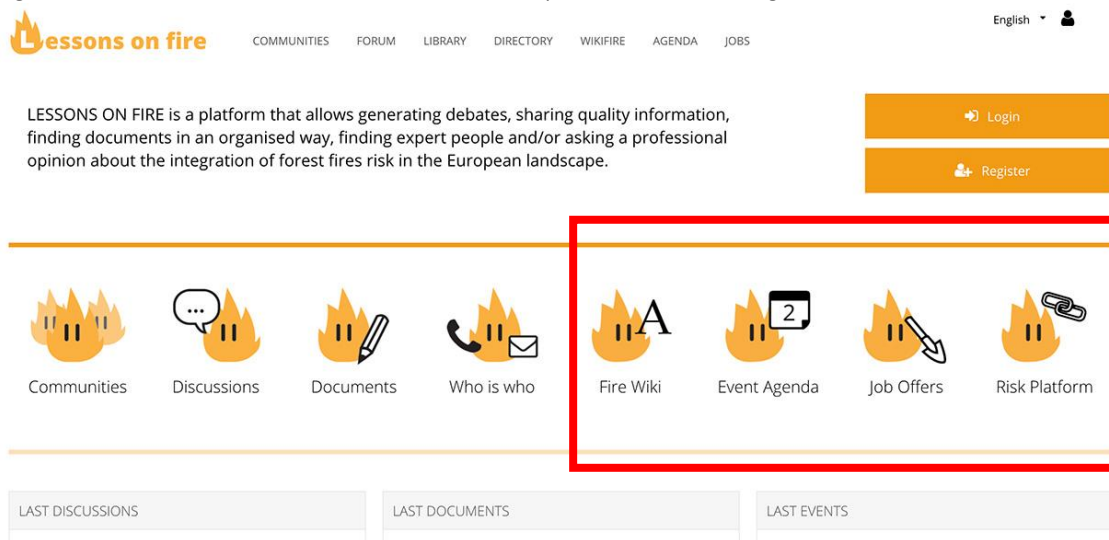 English
Lessons on fire
COMMUNITIES FORUM LIBRARY DIRECTORY WIKIFIRE AGENDA JOBS
LESSONS ON FIRE is a platform that allows generating debates, sharing quality information,
finding documents in an organised way, finding expert people and/or asking a professional
opinion about the integration of forest fires risk in the European landscape.
Login
Register
... A 2
Communities Discussions Documents Who is who Fire Wiki Event Agenda Job Offers Risk Platform
LAST DISCUSSIONS LAST DOCUMENTS LAST EVENTS